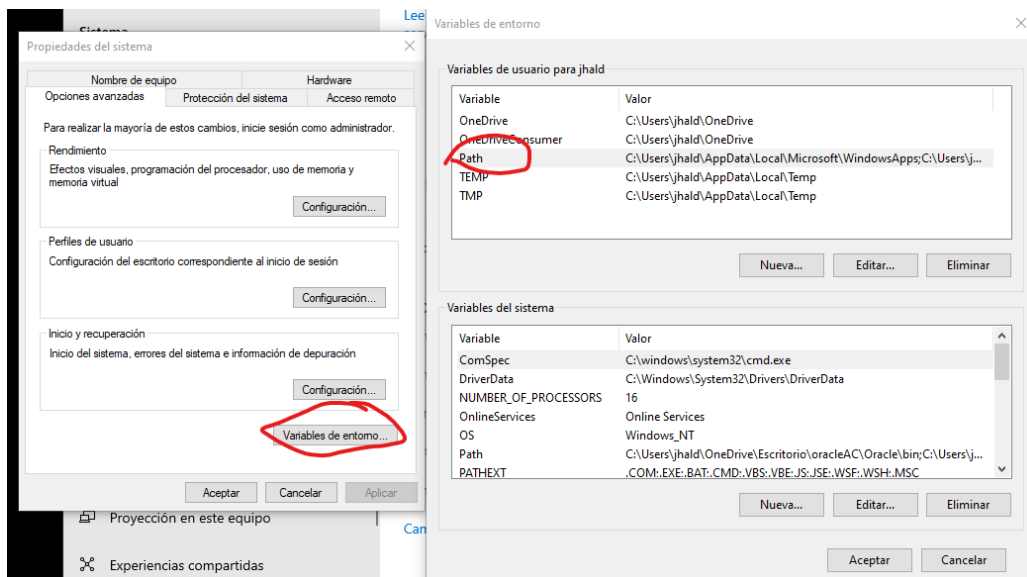 Sistema
Lee
Propiedades del sistema
Nombre de equipo
Hardware
Opciones avanzadas
Protección del sistema
Acceso remoto
Para realizar la mayoría de estos cambios, inicie sesión como administrador.
Rendimiento
Efectos visuales, programación del procesador, uso de memoria y
memoria virtual
Configuración...
Perfiles de usuario
Configuración del escritorio correspondiente al inicio de sesión
Configuración...
Inicio y recuperación
Inicio del sistema, errores del sistema e información de depuración
Configuración...
Variables de entorno...
Aceptar
Cancelar
Aplicar
Proyección en este equipo
Can
Experiencias compartidas
Variables de entorno
Variables de usuario para jhald
Variable Valor
OneDrive C:\Users\jhald\OneDrive
OneDriveConsumer C:\Users\jhald\OneDrive
Path C:\Users\jhald\AppData\Local\Microsoft\WindowsApps;C:\Users\j...
TEMP C:\Users\jhald\AppData\Local\Temp
TMP C:\Users\jhald\AppData\Local\Temp
Nueva...
Editar...
Eliminar
Variables del sistema
Variable Valor
ComSpec C:\windows\system32\cmd.exe
DriverData C:\Windows\System32\Drivers\DriverData
NUMBER_OF_PROCESSORS 16
OnlineServices Online Services
OS Windows_NT
Path C:\Users\jhald\OneDrive\Escritorio\oracleAC\Oracle\bin;C:\Users\j...
PATHEXT .COM;.EXE;.BAT;.CMD;.VBS;.VBE;.JS;.JSE;.WSF;.WSH;.MSC
Nueva...
Editar...
Eliminar
Aceptar
Cancelar